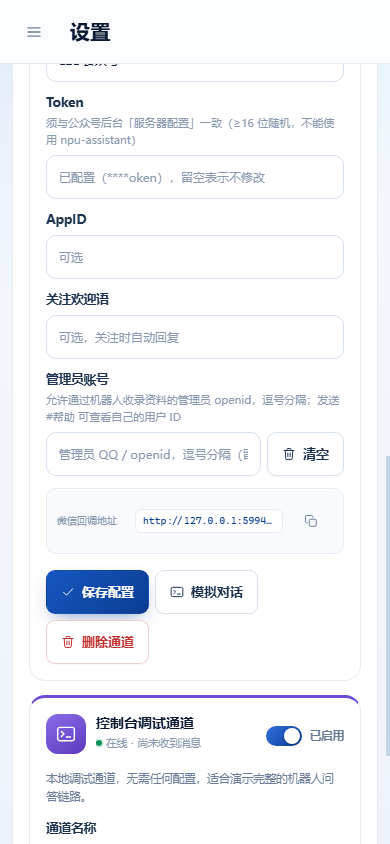 设置
Token
须与公众号后台「服务器配置」一致（≥16 位随机，不能使
用 npu-assistant）
已配置（****oken），留空表示不修改
AppID
可选
关注欢迎语
可选，关注时自动回复
管理员账号
允许通过机器人收录资料的管理员 openid，逗号分隔；发送
#帮助 可查看自己的用户 ID
管理员 QQ / openid，逗号分隔（
清空
微信回调地址
http://127.0.0.1:5994…
保存配置
模拟对话
删除通道
控制台调试通道
在线 · 尚未收到消息
已启用
本地调试通道，无需任何配置，适合演示完整的机器人问
答链路。
通道名称